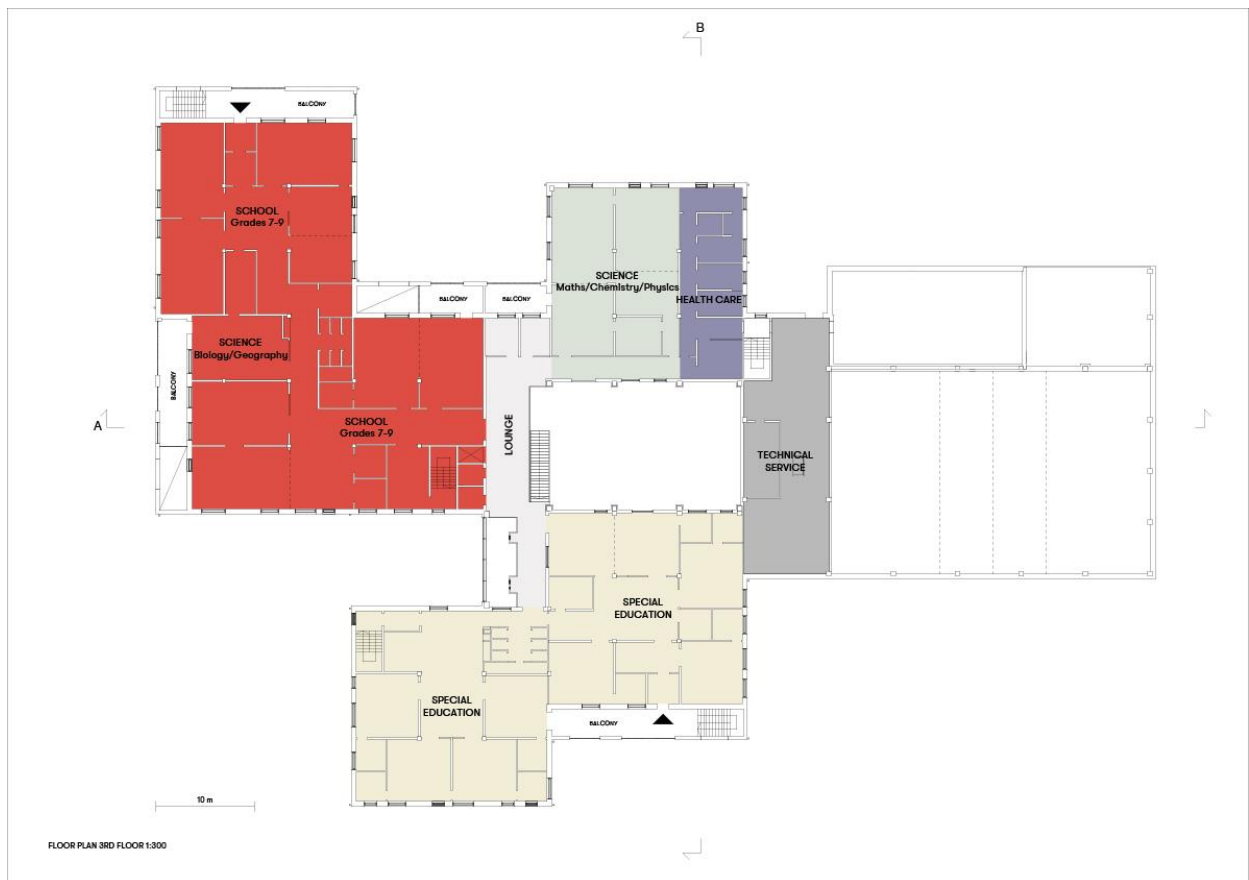 B
BALCONY
SCHOOL
Grades 7-9
SCIENCE
Maths/Chemistry/Physics
HEALTH CARE
BALCONY
BALCONY
SCIENCE
Biology/Geography
BALCONY
A
SCHOOL
Grades 7-9
LOUNGE
TECHNICAL
SERVICE
SPECIAL
EDUCATION
SPECIAL
EDUCATION
BALCONY
10 m
FLOOR PLAN 3RD FLOOR 1:300